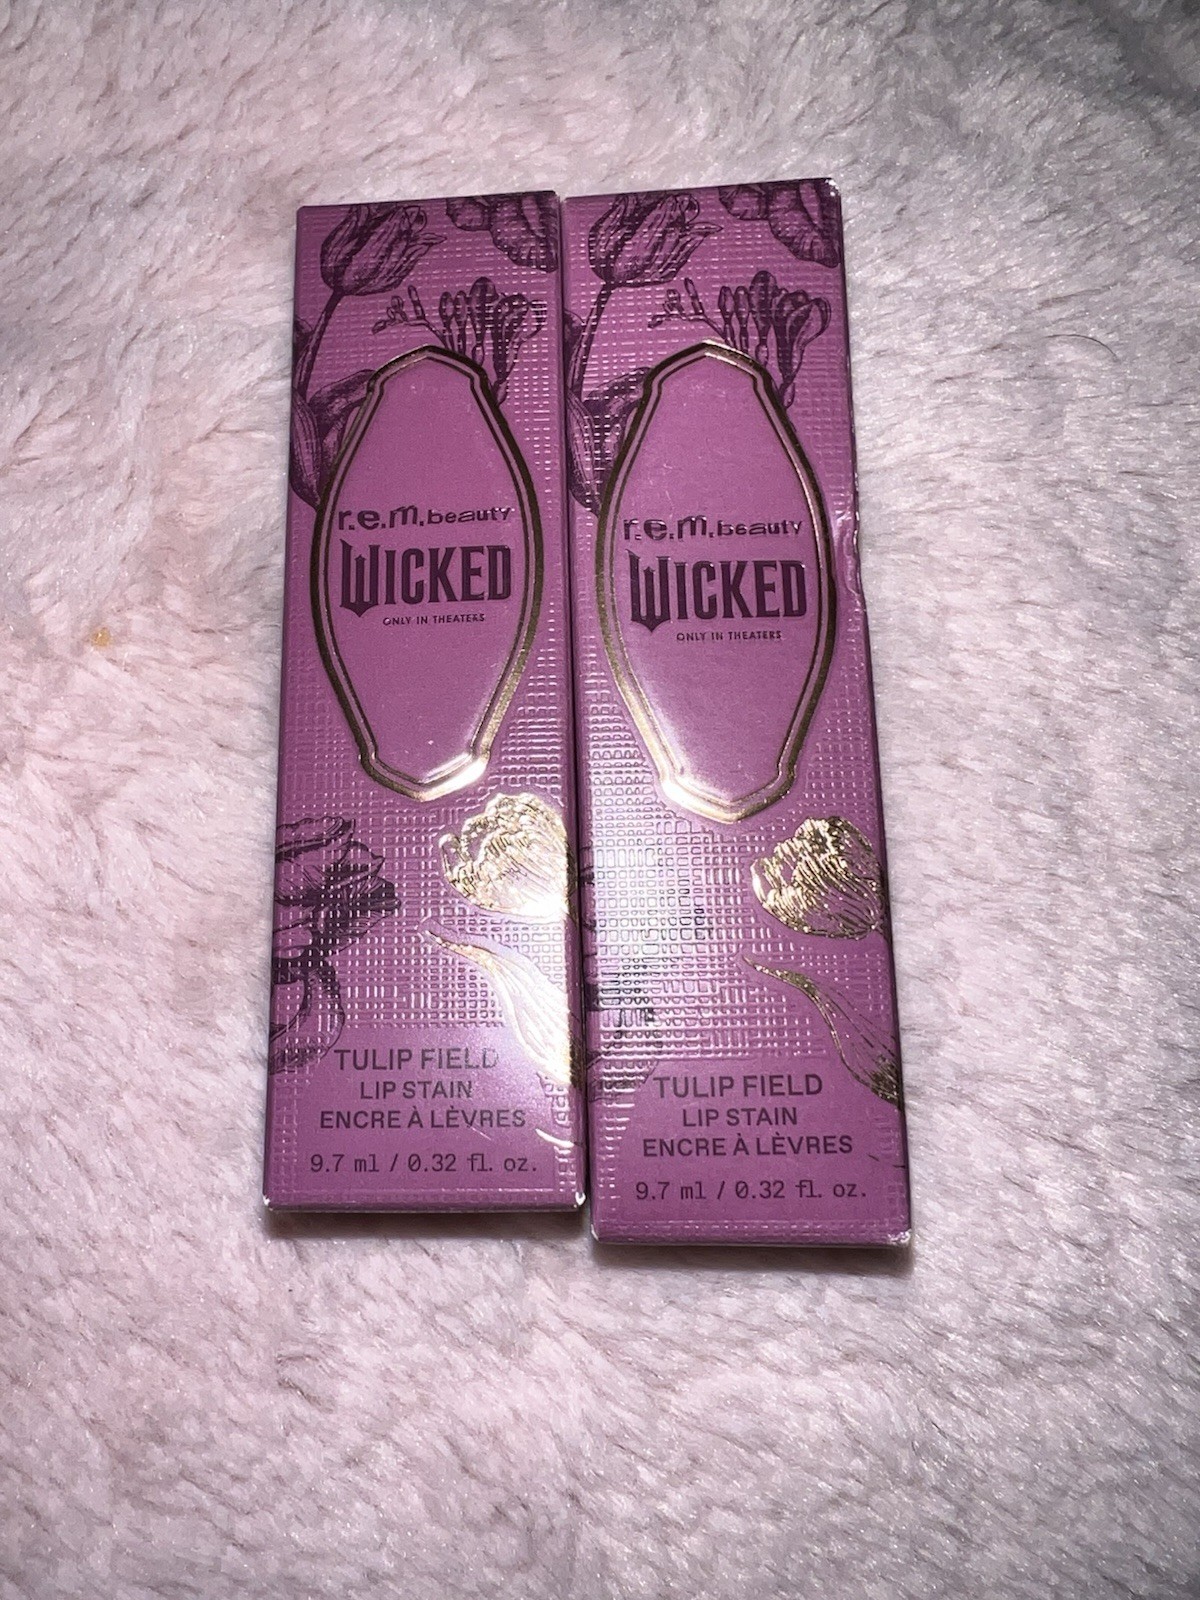 r.e.m.beauty
WICKED
ONLY IN THEATERS
TULIP FIELD
LIP STAIN
ENCRE À LÈVRES
9.7 ml / 0.32 fl. oz.
r.e.m.beauty
WICKED
ONLY IN THEATERS
TULIP FIELD
LIP STAIN
ENCRE À LÈVRES
9.7 ml / 0.32 fl. oz.